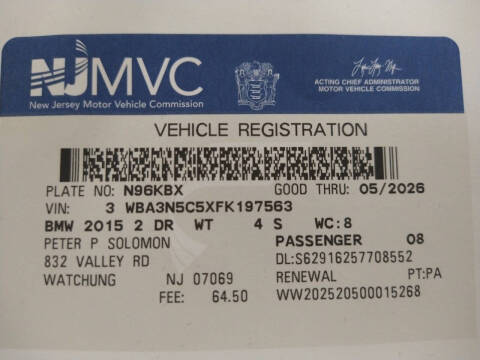 NJMVC
New Jersey Motor Vehicle Commission
ACTING CHIEF ADMINISTRATOR
MOTOR VEHICLE COMMISSION
VEHICLE REGISTRATION
PLATE NO: N96KBX GOOD THRU: 05/2026
VIN: 3 WBA3N5C5XFK197563
BMW 2015 2 DR WT 4 S WC:8
PETER P SOLOMON PASSENGER 08
832 VALLEY RD DL:S62916257708552
WATCHUNG NJ 07069 RENEWAL PT:PA
FEE: 64.50 WW202520500015268